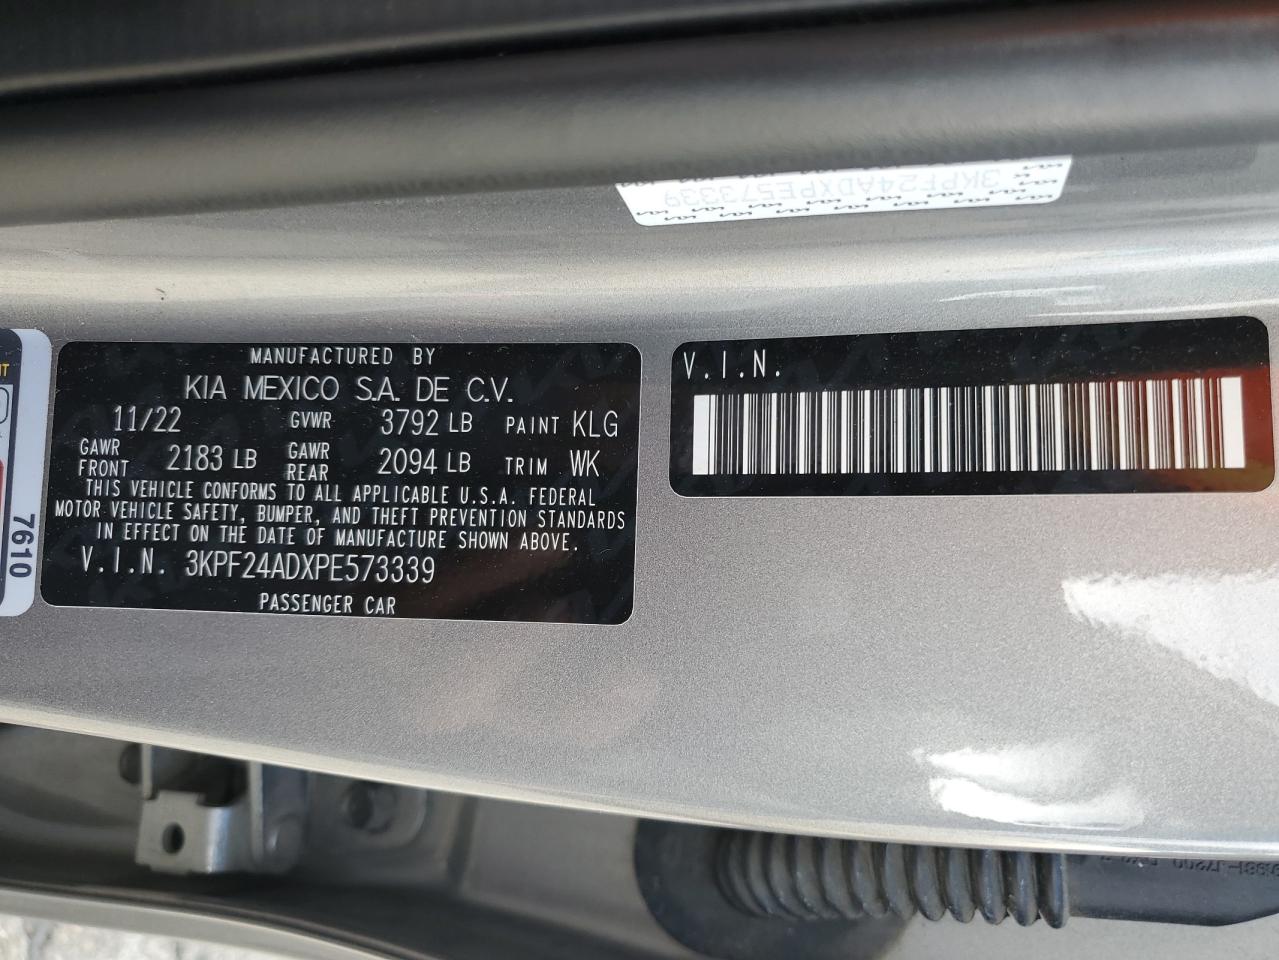 3KPF24ADXPE573339
MANUFACTURED BY
KIA MEXICO S.A. DE C.V.
11/22 GVWR 3792 LB PAINT KLG
GAWR FRONT 2183 LB GAWR REAR 2094 LB TRIM WK
THIS VEHICLE CONFORMS TO ALL APPLICABLE U.S.A. FEDERAL
MOTOR VEHICLE SAFETY, BUMPER, AND THEFT PREVENTION STANDARDS
IN EFFECT ON THE DATE OF MANUFACTURE SHOWN ABOVE.
V.I.N. 3KPF24ADXPE573339
PASSENGER CAR
V.I.N.
7610